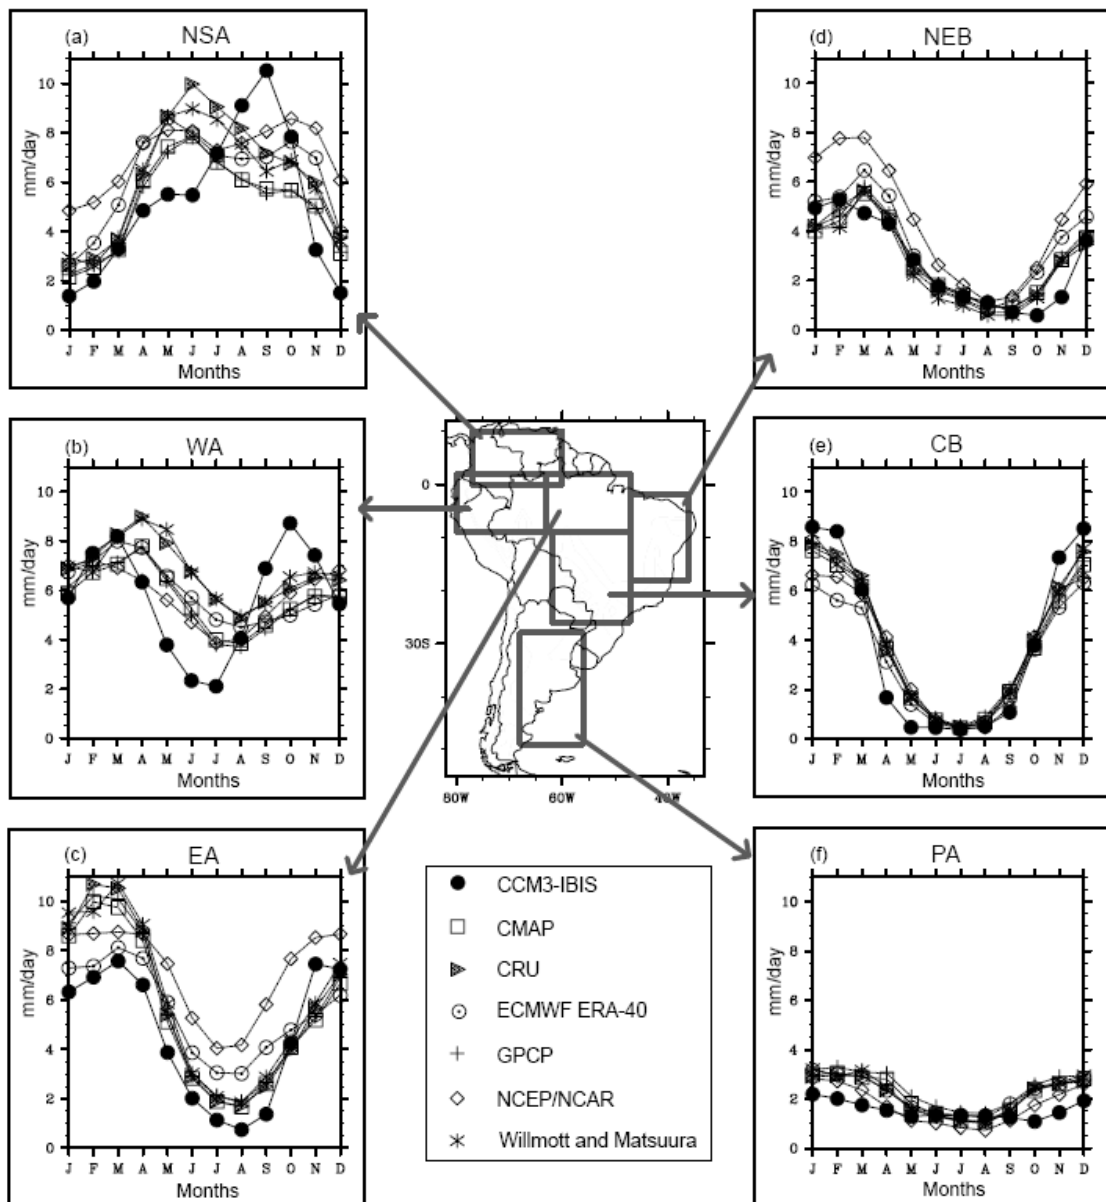 (a) NSA
mm/day
10
8
6
4
2
0
J F M A M J J A S O N D
Months
(d) NEB
mm/day
10
8
6
4
2
0
J F M A M J J A S O N D
Months
(b) WA
mm/day
10
8
6
4
2
0
J F M A M J J A S O N D
Months
0
30S
80W 60W 40W
(e) CB
mm/day
10
8
6
4
2
0
J F M A M J J A S O N D
Months
(c) EA
mm/day
10
8
6
4
2
0
J F M A M J J A S O N D
Months
CCM3-IBIS
CMAP
CRU
ECMWF ERA-40
GPCP
NCEP/NCAR
Willmott and Matsuura
(f) PA
mm/day
10
8
6
4
2
0
J F M A M J J A S O N D
Months